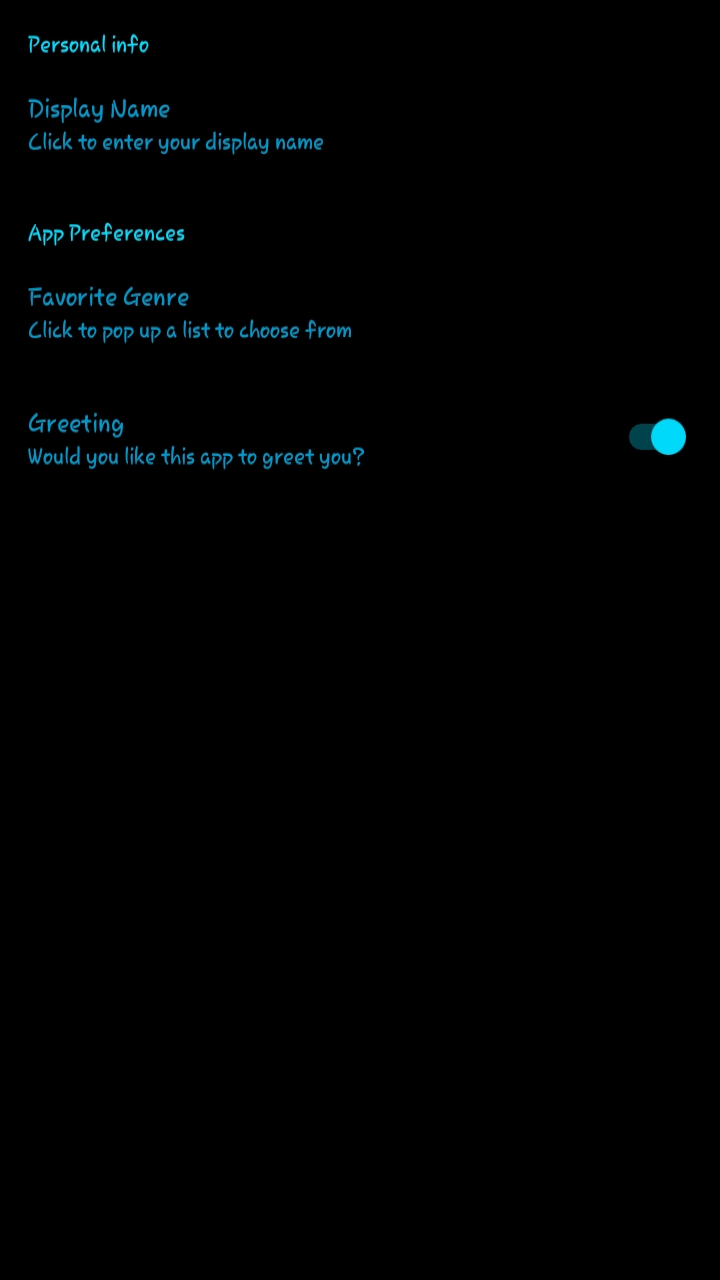 Personal info
Display Name
Click to enter your display name
App Preferences
Favorite Genre
Click to pop up a list to choose from
Greeting
Would you like this app to greet you?